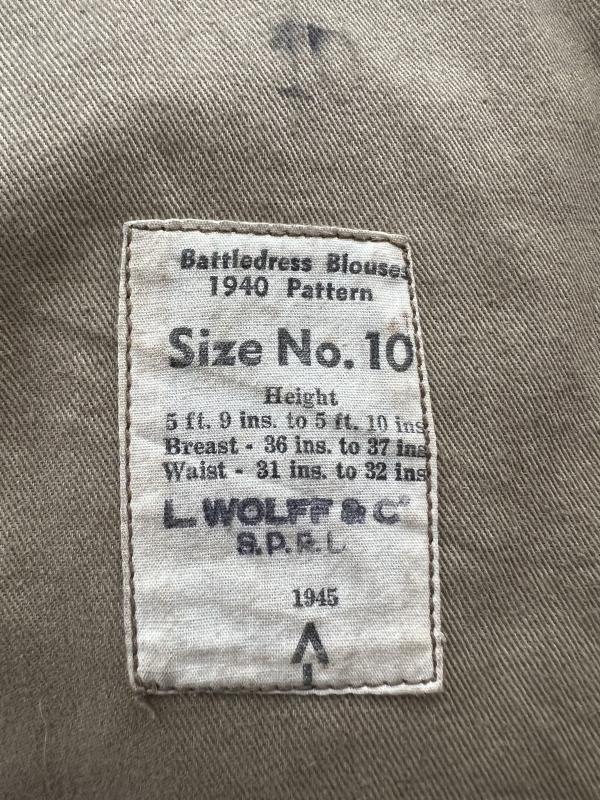 Battledress Blouses
1940 Pattern
Size No. 10
Height
5 ft. 9 ins. to 5 ft. 10 ins
Breast - 36 ins. to 37 ins
Waist - 31 ins. to 32 ins
L. WOLFF & Co
S.P.R.L
1945